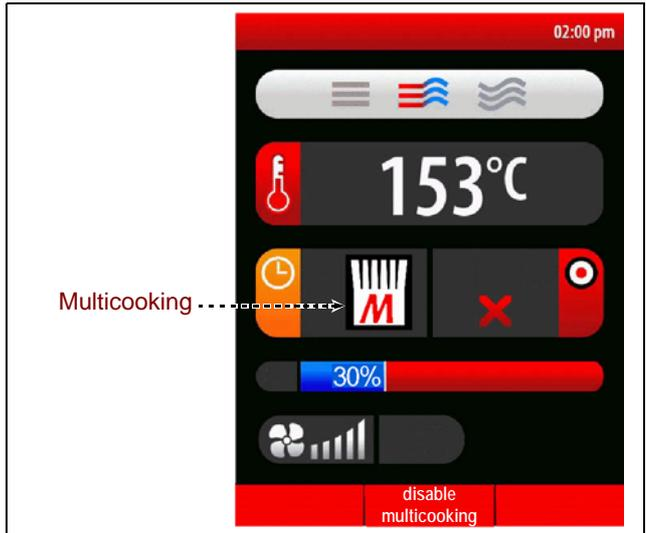 02:00 pm
153°C
Multicooking
M
30%
disable
multicooking